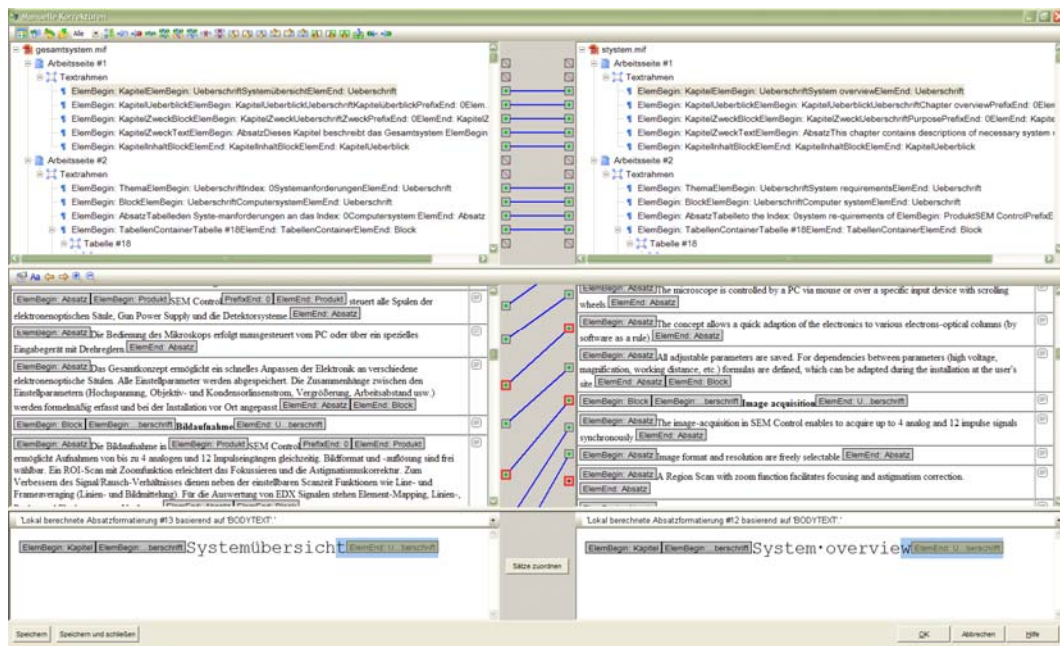 Manuelle Korrekturen
Alle
gesamtsystem.mif
Arbeitsseite #1
Textrahmen
ElemBegin: KapitelElemBegin: UeberschriftSystemübersichtElemEnd: Ueberschrift
ElemBegin: KapitelUeberblickElemBegin: KapitelUeberblickUeberschriftKapitelüberblickPrefixEnd: 0Elem
ElemBegin: KapitelZweckBlockElemBegin: KapitelZweckUeberschriftZweckPrefixEnd: 0ElemEnd: KapitelZ
ElemBegin: KapitelZweckTextElemBegin: AbsatzDieses Kapitel beschreibt das Gesamtsystem ElemBegin
ElemBegin: KapitelInhaltBlockElemEnd: KapitelInhaltBlockElemEnd: KapitelUeberblick
Arbeitsseite #2
Textrahmen
ElemBegin: ThemaElemBegin: UeberschriftIndex: 0SystemanforderungenElemEnd: Ueberschrift
ElemBegin: BlockElemBegin: UeberschriftComputersystemElemEnd: Ueberschrift
ElemBegin: AbsatzTabelleden Syste-manforderungen an das Index: 0Computersystem ElemEnd: Absatz
ElemBegin: TabellenContainerTabelle #18ElemEnd: TabellenContainerElemEnd: Block
Tabelle #18
stystem.mif
Arbeitsseite #1
Textrahmen
ElemBegin: KapitelElemBegin: UeberschriftSystem overviewElemEnd: Ueberschrift
ElemBegin: KapitelUeberblickElemBegin: KapitelUeberblickUeberschriftChapter overviewPrefixEnd: 0Elem
ElemBegin: KapitelZweckBlockElemBegin: KapitelZweckUeberschriftPurposePrefixEnd: 0ElemEnd: Kapite
ElemBegin: KapitelZweckTextElemBegin: AbsatzThis chapter contains descriptions of necessary system
ElemBegin: KapitelInhaltBlockElemEnd: KapitelInhaltBlockElemEnd: KapitelUeberblick
Arbeitsseite #2
Textrahmen
ElemBegin: ThemaElemBegin: UeberschriftSystem requirementsElemEnd: Ueberschrift
ElemBegin: BlockElemBegin: UeberschriftComputer systemElemEnd: Ueberschrift
ElemBegin: AbsatzTabelleto the Index: 0system re-quirements of ElemBegin: ProduktSEM ControlPrefixE
ElemBegin: TabellenContainerTabelle #18ElemEnd: TabellenContainerElemEnd: Block
Tabelle #18
Aa
ElemBegin: Absatz ElemBegin: Produkt SEM Control PrefixEnd: 0 ElemEnd: Produkt steuert alle Spulen der
elektronenoptischen Säule, Gun Power Supply und die Detektorsysteme. ElemEnd: Absatz
ElemBegin: Absatz Die Bedienung des Mikroskops erfolgt mausgesteuert vom PC oder über ein spezielles
Eingabegerät mit Drehreglern. ElemEnd: Absatz
ElemBegin: Absatz Das Gesamtkonzept ermöglicht ein schnelles Anpassen der Elektronik an verschiedene
elektronenoptische Säulen. Alle Einstellparameter werden abgespeichert. Die Zusammenhänge zwischen den
Einstellparametern (Hochspannung, Objektiv- und Kondensorlinsenstrom, Vergrößerung, Arbeitsabstand usw.)
werden formelmäßig erfasst und bei der Installation vor Ort angepasst. ElemEnd: Absatz ElemEnd: Block
ElemBegin: Block ElemBegin: ...berschrift Bildaufnahme ElemEnd: U...berschrift
ElemBegin: Absatz Die Bildaufnahme in ElemBegin: Produkt SEM Control PrefixEnd: 0 ElemEnd: Produkt
ermöglicht Aufnahmen von bis zu 4 analogen und 12 Impulseingängen gleichzeitig. Bildformat und -auflösung sind frei
wählbar. Ein ROI-Scan mit Zoomfunktion erleichtert das Fokussieren und die Astigmatismuskorrektur. Zum
Verbessern des Signal/Rausch-Verhältnisses dienen neben der einstellbaren Scanzeit Funktionen wie Line- und
Frameaveraging (Linien- und Bildmittelung). Für die Auswertung von EDX Signalen stehen Element-Mapping, Linien-,
ElemBegin: Absatz The microscope is controlled by a PC via mouse or over a specific input device with scrolling
wheels. ElemEnd: Absatz
ElemBegin: Absatz The concept allows a quick adaption of the electronics to various electrons-optical columns (by
software as a rule). ElemEnd: Absatz
ElemBegin: Absatz All adjustable parameters are saved. For dependencies between parameters (high voltage,
magnification, working distance, etc.) formulas are defined, which can be adapted during the installation at the user's
site. ElemEnd: Absatz ElemEnd: Block
ElemBegin: Block ElemBegin: ...berschrift Image acquisition ElemEnd: U...berschrift
ElemBegin: Absatz The image-acquisition in SEM Control enables to acquire up to 4 analog and 12 impulse signals
synchronously. ElemEnd: Absatz
ElemBegin: Absatz Image format and resolution are freely selectable. ElemEnd: Absatz
ElemBegin: Absatz A Region Scan with zoom function facilitates focusing and astigmatism correction.
ElemEnd: Absatz
'Lokal berechnete Absatzformatierung #13 basierend auf 'BODYTEXT'.'
ElemBegin: Kapitel ElemBegin: ...berschrift Systemübersicht ElemEnd: U...berschrift
Sätze zuordnen
'Lokal berechnete Absatzformatierung #12 basierend auf 'BODYTEXT'.'
ElemBegin: Kapitel ElemBegin: ...berschrift System·overview ElemEnd: U...berschrift
Speichern
Speichern und schließen
OK
Abbrechen
Hilfe